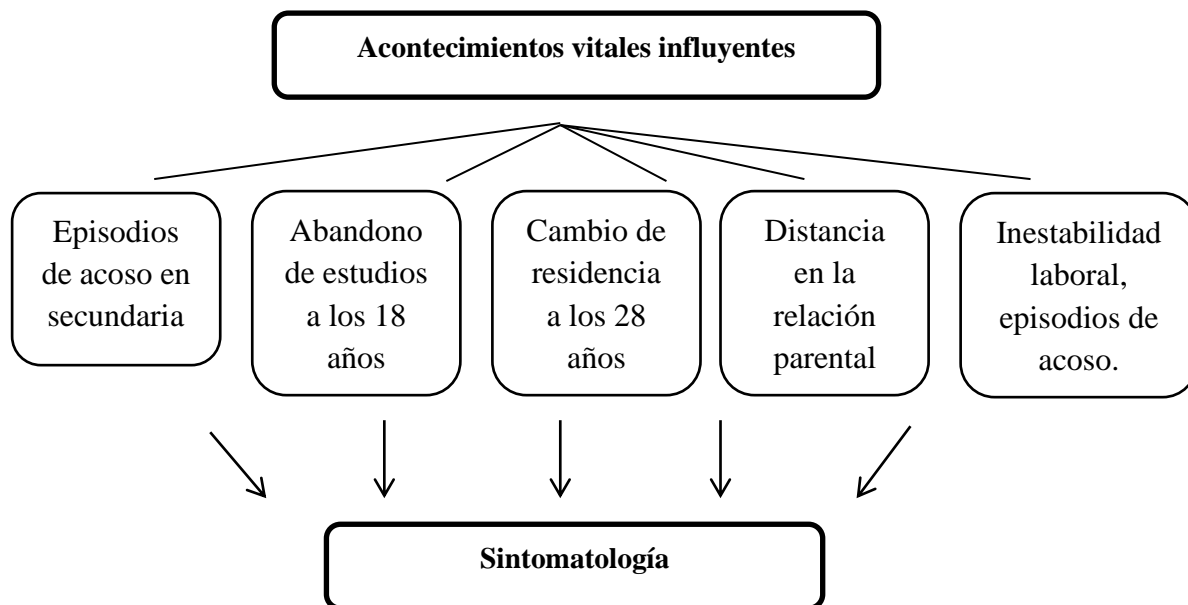 Acontecimientos vitales influyentes
Episodios
de acoso en
secundaria
Abandono
de estudios
a los 18
años
Cambio de
residencia
a los 28
años
Distancia
en la
relación
parental
Inestabilidad
laboral,
episodios de
acoso.
Sintomatología